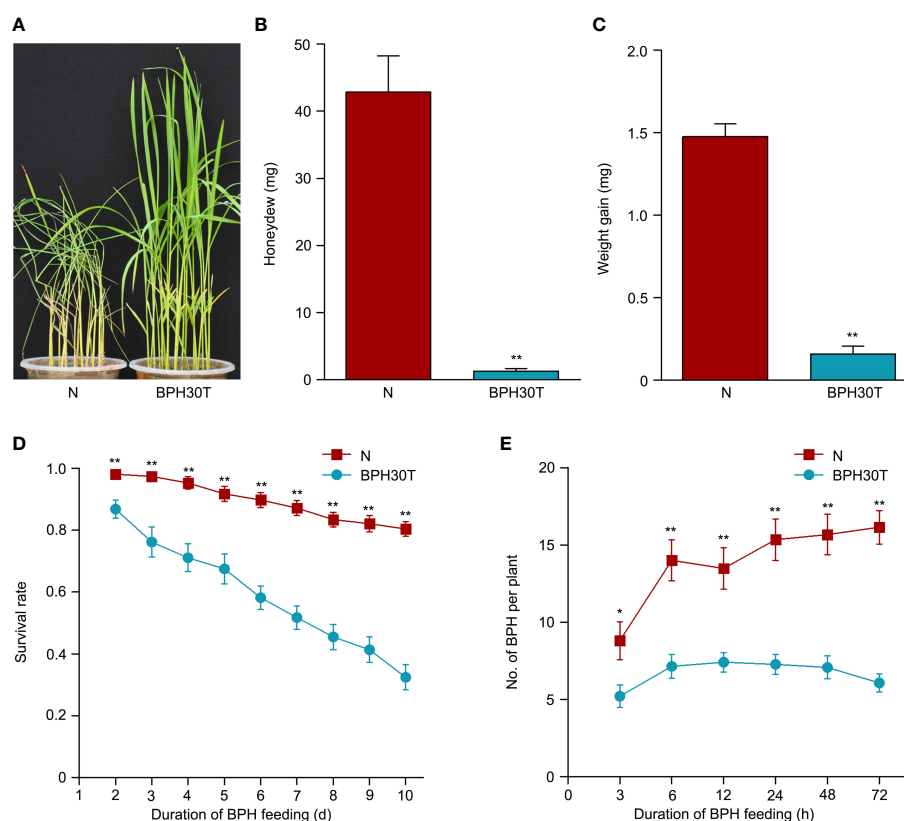 A
N
BPH30T
B
50
40
30
20
10
0
Honeydew (mg)
**
N
BPH30T
C
2.0
1.5
1.0
0.5
0
Weight gain (mg)
**
N
BPH30T
D
N
BPH30T
1.0
0.8
0.6
0.4
0.2
0
Survival rate
** ** ** ** ** ** ** ** **
1 2 3 4 5 6 7 8 9 10
Duration of BPH feeding (d)
E
N
BPH30T
20
15
10
5
0
No. of BPH per plant
* ** ** ** ** **
0 3 6 12 24 48 72
Duration of BPH feeding (h)